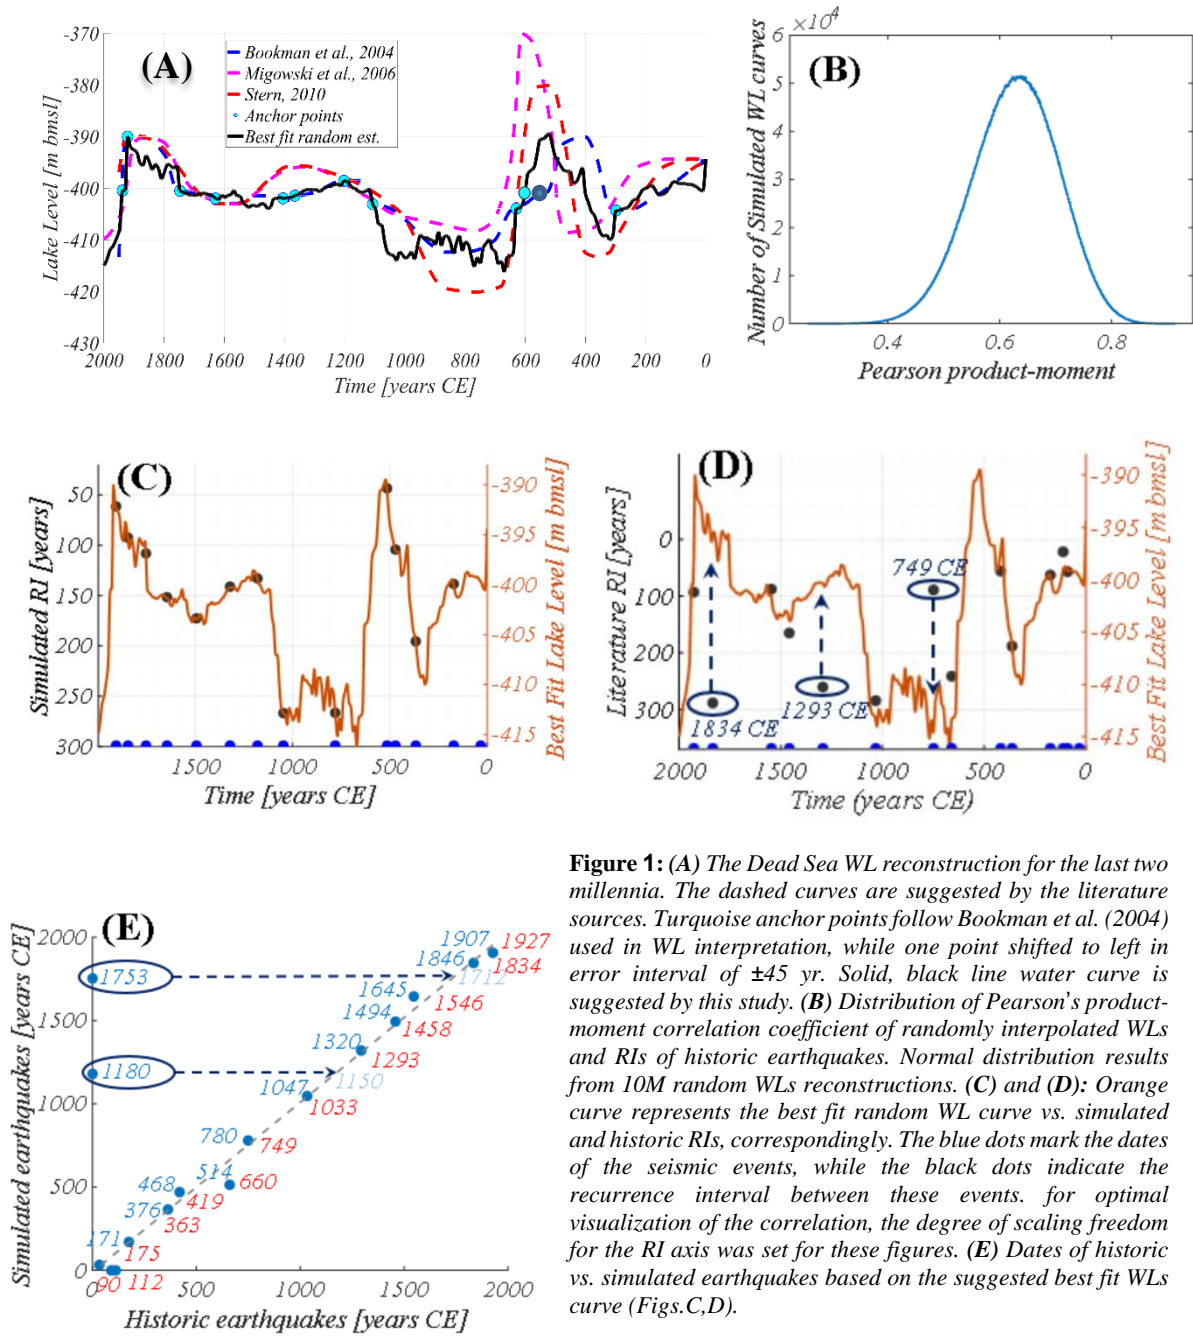 (A)
Lake Level [m bmsl]
-370
-380
-390
-400
-410
-420
-430
Bookman et al., 2004
Migowski et al., 2006
Stern, 2010
Anchor points
Best fit random est.
2000 1800 1600 1400 1200 1000 800 600 400 200 0
Time [years CE]
(B)
Number of Simulated WL curves
×10⁴
6
5
4
3
2
1
0
0.4 0.6 0.8
Pearson product-moment
(C)
Simulated RI [years]
50
100
150
200
250
300
1500 1000 500 0
Time [years CE]
-390
-395
-400
-405
-410
-415
Best Fit Lake Level [m bmsl]
(D)
Literature RI [years]
0
100
200
300
749 CE
1293 CE
1834 CE
2000 1500 1000 500 0
Time (years CE)
-390
-395
-400
-405
-410
-415
Best Fit Lake Level [m bmsl]
(E)
Simulated earthquakes [years CE]
2000
1500
1000
500
0
1753
1180
1907
1927
1846
1834
1712
1645
1546
1494
1458
1320
1293
1150
1047
1033
780
749
514
660
468
419
376
363
171
175
90 112
0 500 1000 1500 2000
Historic earthquakes [years CE]
Figure 1: (A) The Dead Sea WL reconstruction for the last two
millennia. The dashed curves are suggested by the literature
sources. Turquoise anchor points follow Bookman et al. (2004)
used in WL interpretation, while one point shifted to left in
error interval of ±45 yr. Solid, black line water curve is
suggested by this study. (B) Distribution of Pearson's product-
moment correlation coefficient of randomly interpolated WLs
and RIs of historic earthquakes. Normal distribution results
from 10M random WLs reconstructions. (C) and (D): Orange
curve represents the best fit random WL curve vs. simulated
and historic RIs, correspondingly. The blue dots mark the dates
of the seismic events, while the black dots indicate the
recurrence interval between these events. for optimal
visualization of the correlation, the degree of scaling freedom
for the RI axis was set for these figures. (E) Dates of historic
vs. simulated earthquakes based on the suggested best fit WLs
curve (Figs.C,D).